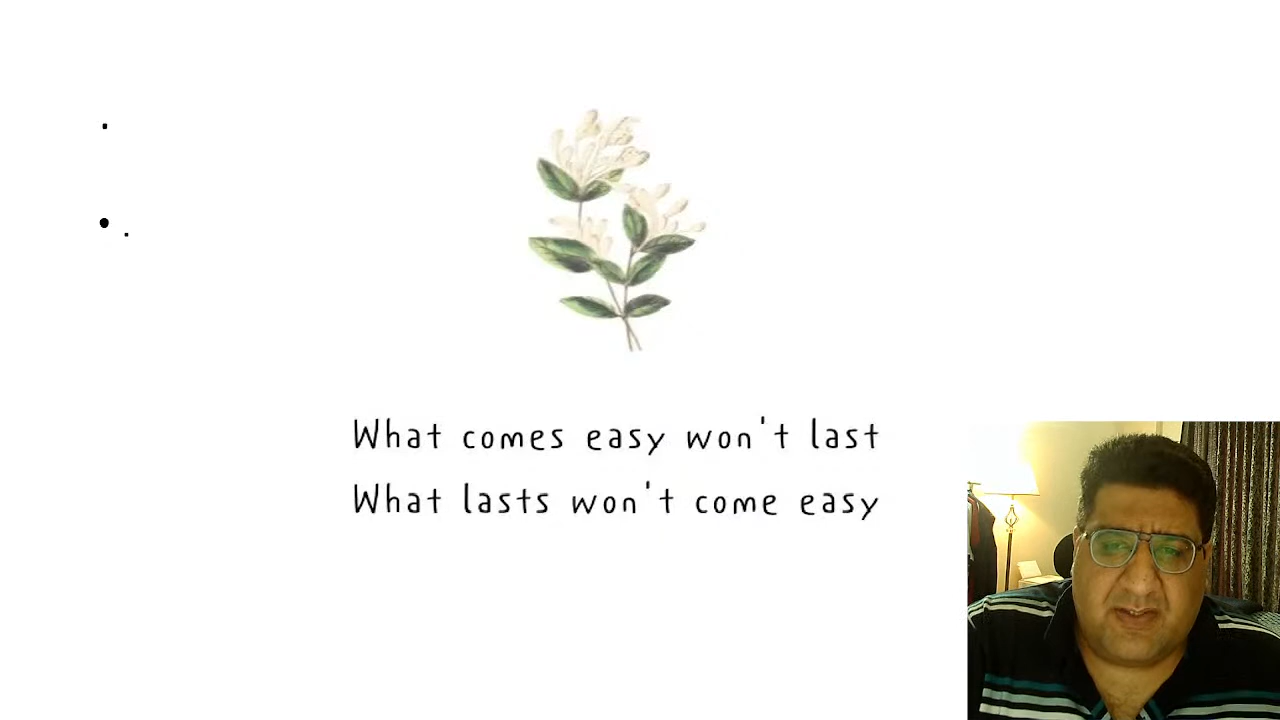 .
• .
What comes easy won't last
What lasts won't come easy